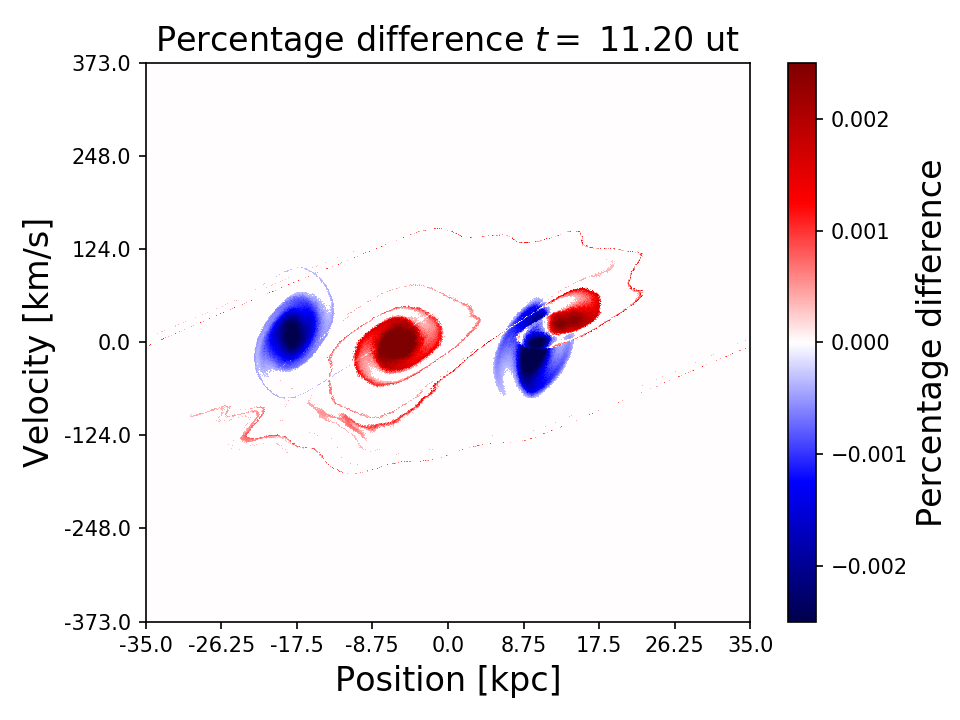 Percentage difference t = 11.20 ut
373.0
248.0
124.0
0.0
-124.0
-248.0
-373.0
Velocity [km/s]
-35.0 -26.25 -17.5 -8.75 0.0 8.75 17.5 26.25 35.0
Position [kpc]
0.002
0.001
0.000
−0.001
−0.002
Percentage difference